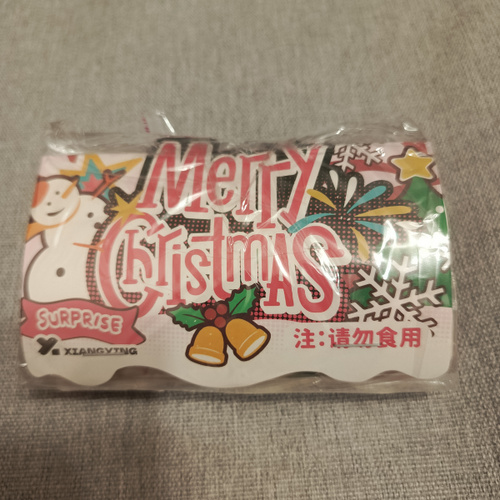 Merry
Christmas
SURPRISE
XIANGYING
注:请勿食用